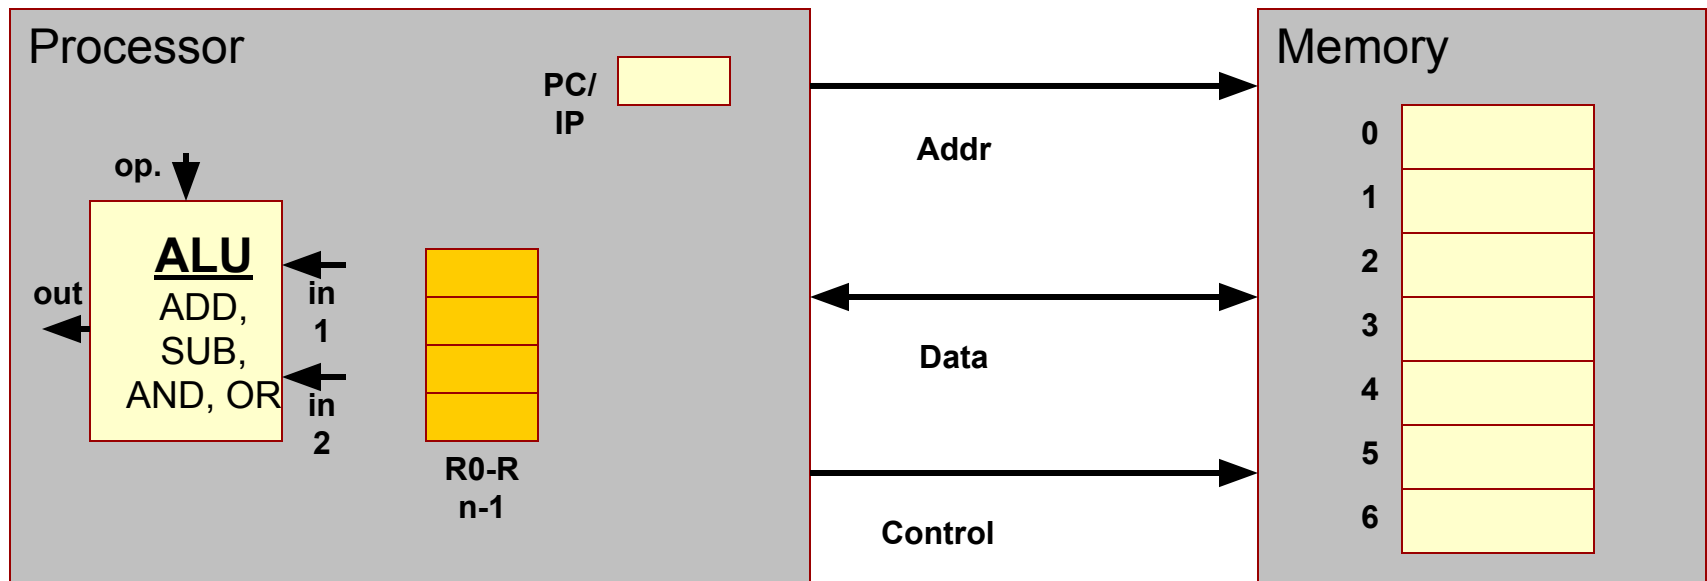 Processor
PC/
IP
op.
ALU
ADD,
SUB,
AND, OR
out
in
1
in
2
R0-R
n-1
Addr
Data
Control
Memory
0
1
2
3
4
5
6